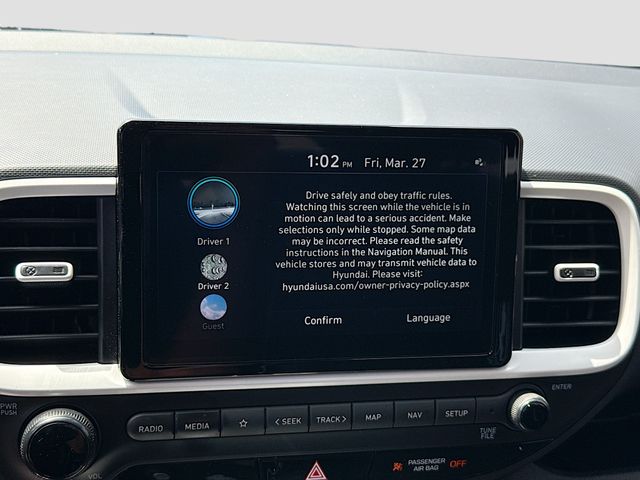 1:02 PM Fri, Mar. 27
Drive safely and obey traffic rules.
Watching this screen while the vehicle is in
motion can lead to a serious accident. Make
selections only while stopped. Some map data
may be incorrect. Please read the safety
instructions in the Navigation Manual. This
vehicle stores and may transmit vehicle data to
Hyundai. Please visit:
hyundaiusa.com/owner-privacy-policy.aspx
Driver 1
Driver 2
Guest
Confirm Language
PWR
PUSH
VOL
RADIO MEDIA ☆ < SEEK TRACK > MAP NAV SETUP
ENTER
TUNE
FILE
PASSENGER
AIR BAG OFF